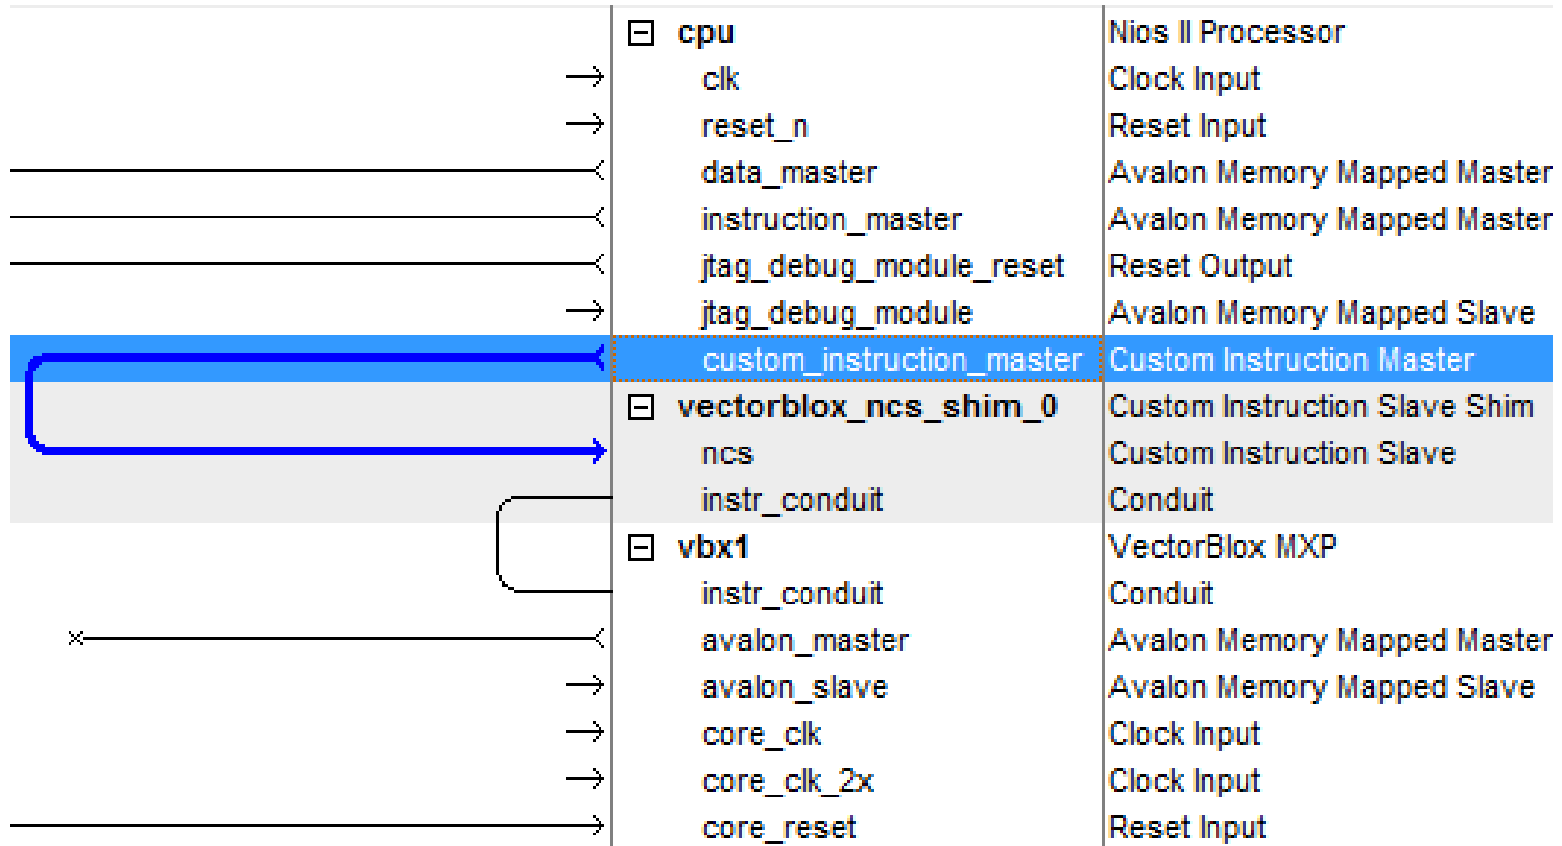 cpu Nios II Processor
clk Clock Input
reset_n Reset Input
data_master Avalon Memory Mapped Master
instruction_master Avalon Memory Mapped Master
jtag_debug_module_reset Reset Output
jtag_debug_module Avalon Memory Mapped Slave
custom_instruction_master Custom Instruction Master
vectorblox_ncs_shim_0 Custom Instruction Slave Shim
ncs Custom Instruction Slave
instr_conduit Conduit
vbx1 VectorBlox MXP
instr_conduit Conduit
avalon_master Avalon Memory Mapped Master
avalon_slave Avalon Memory Mapped Slave
core_clk Clock Input
core_clk_2x Clock Input
core_reset Reset Input